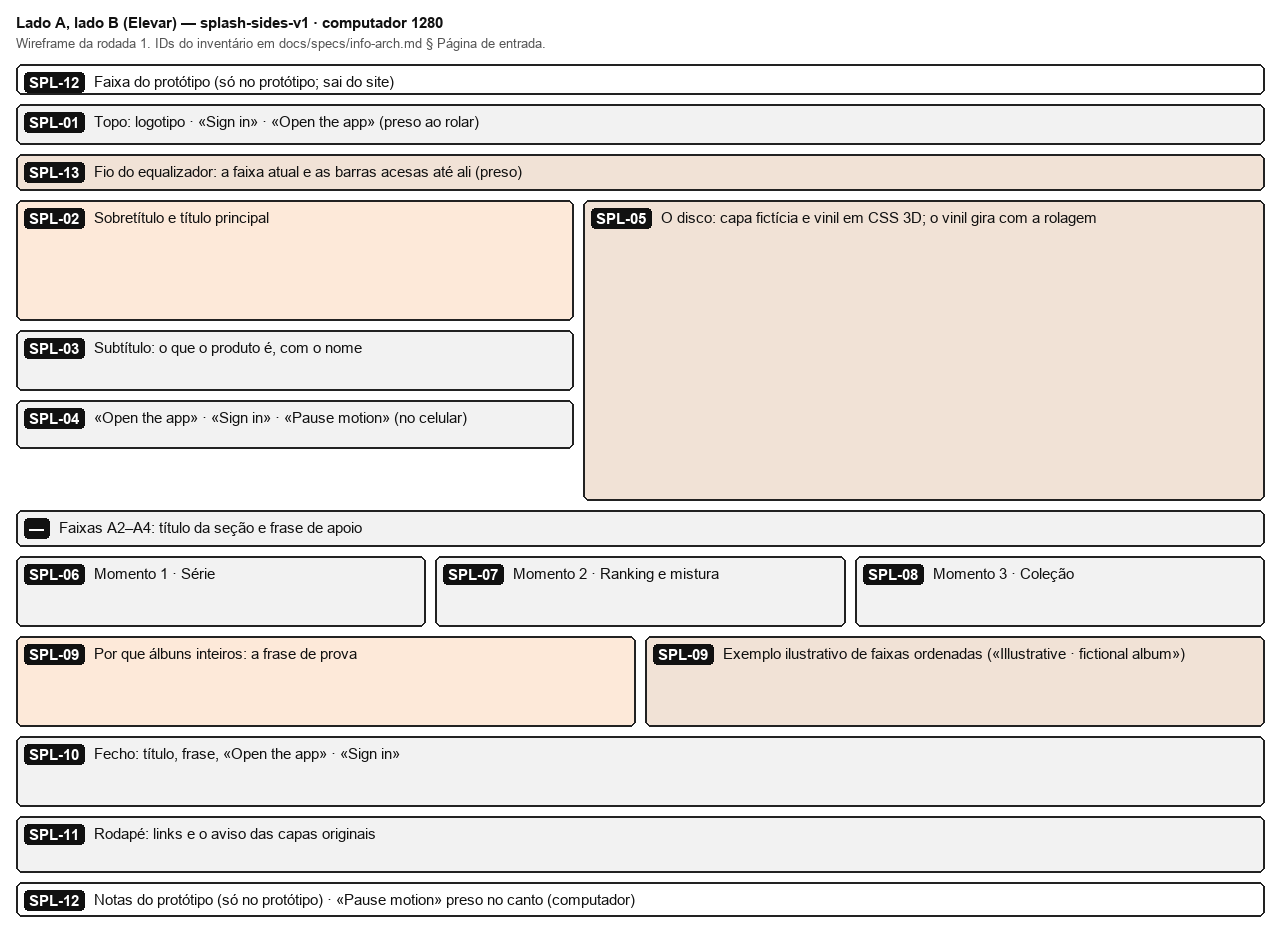 Lado A, lado B (Elevar) — splash-sides-v1 · computador 1280
Wireframe da rodada 1. IDs do inventário em docs/specs/info-arch.md § Página de entrada.
SPL-12 Faixa do protótipo (só no protótipo; sai do site)
SPL-01 Topo: logotipo · «Sign in» · «Open the app» (preso ao rolar)
SPL-13 Fio do equalizador: a faixa atual e as barras acesas até ali (preso)
SPL-02 Sobretítulo e título principal
SPL-05 O disco: capa fictícia e vinil em CSS 3D; o vinil gira com a rolagem
SPL-03 Subtítulo: o que o produto é, com o nome
SPL-04 «Open the app» · «Sign in» · «Pause motion» (no celular)
— Faixas A2–A4: título da seção e frase de apoio
SPL-06 Momento 1 · Série
SPL-07 Momento 2 · Ranking e mistura
SPL-08 Momento 3 · Coleção
SPL-09 Por que álbuns inteiros: a frase de prova
SPL-09 Exemplo ilustrativo de faixas ordenadas («Illustrative · fictional album»)
SPL-10 Fecho: título, frase, «Open the app» · «Sign in»
SPL-11 Rodapé: links e o aviso das capas originais
SPL-12 Notas do protótipo (só no protótipo) · «Pause motion» preso no canto (computador)